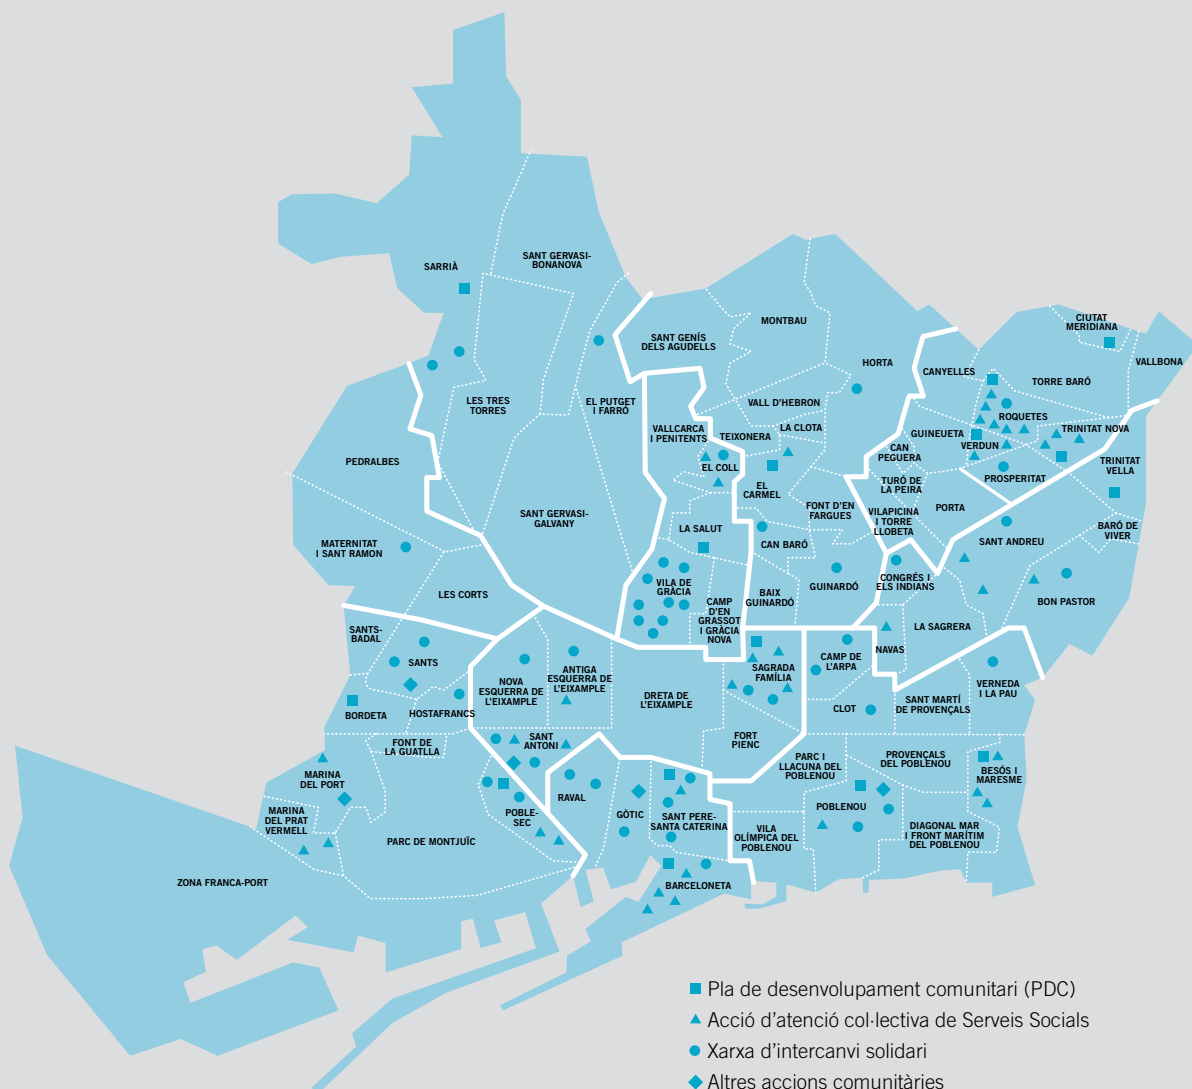 SANT GERVASI-
BONANOVA
SARRIÀ
CIUTAT
MERIDIANA
MONTBAU
SANT GENÍS
DELS AGUDELLS
HORTA
VALLBONA
CANYELLES
TORRE BARÓ
LES TRES
TORRES
EL PUTGET
I FARRÓ
VALL D'HEBRON
ROQUETES
LA CLOTA
TRINITAT NOVA
VALLCARCA
I PENITENTS
TEIXONERA
GUINEUETA
VERDUN
CAN
PEGUERA
PEDRALBES
EL COLL
TRINITAT
VELLA
PROSPERITAT
TURÓ DE
LA PEIRA
EL
CARMEL
PORTA
SANT GERVASI-
GALVANY
FONT D'EN
FARGUES
VILAPICINA
I TORRE
LLOBETA
LA SALUT
BARÓ DE
VIVER
MATERNITAT
I SANT RAMON
CAN BARÓ
SANT ANDREU
VILA DE
GRÀCIA
GUINARDÓ
CONGRÉS I
ELS INDIANS
LES CORTS
BAIX
GUINARDÓ
CAMP
D'EN
GRASSOT
I GRÀCIA
NOVA
BON PASTOR
SANTS-
BADAL
LA SAGRERA
NAVAS
SANTS
ANTIGA
ESQUERRA DE
L'EIXAMPLE
SAGRADA
FAMÍLIA
CAMP DE
L'ARPA
NOVA
ESQUERRA DE
L'EIXAMPLE
DRETA DE
L'EIXAMPLE
VERNEDA
I LA PAU
SANT MARTÍ
DE PROVENÇALS
BORDETA
HOSTAFRANCS
CLOT
FONT DE
LA GUATLLA
SANT
ANTONI
FORT
PIENC
PARC I
LLACUNA DEL
POBLENOU
PROVENÇALS
DEL POBLENOU
MARINA
DEL PORT
BESÒS I
MARESME
RAVAL
POBLENOU
MARINA
DEL PRAT
VERMELL
POBLE-
SEC
GÒTIC
SANT PERE-
SANTA CATERINA
VILA
OLÍMPICA DEL
POBLENOU
DIAGONAL MAR
I FRONT MARÍTIM
DEL POBLENOU
PARC DE MONTJUÏC
ZONA FRANCA-PORT
BARCELONETA
Pla de desenvolupament comunitari (PDC)
Acció d'atenció col·lectiva de Serveis Socials
Xarxa d'intercanvi solidari
Altres accions comunitàries